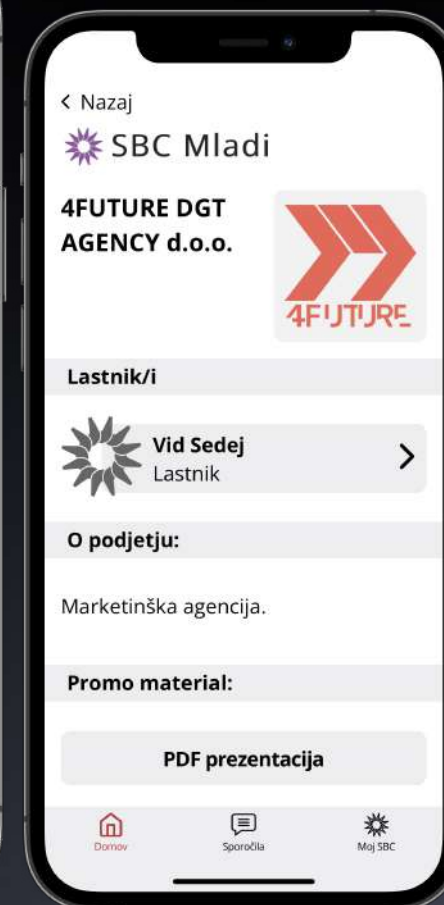 < Nazaj
SBC Mladi
4FUTURE DGT
AGENCY d.o.o.
4FUTURE
Lastnik/i
Vid Sedej
Lastnik
O podjetju:
Marketinška agencija.
Promo material:
PDF prezentacija
Domov
Sporočila
Moj SBC